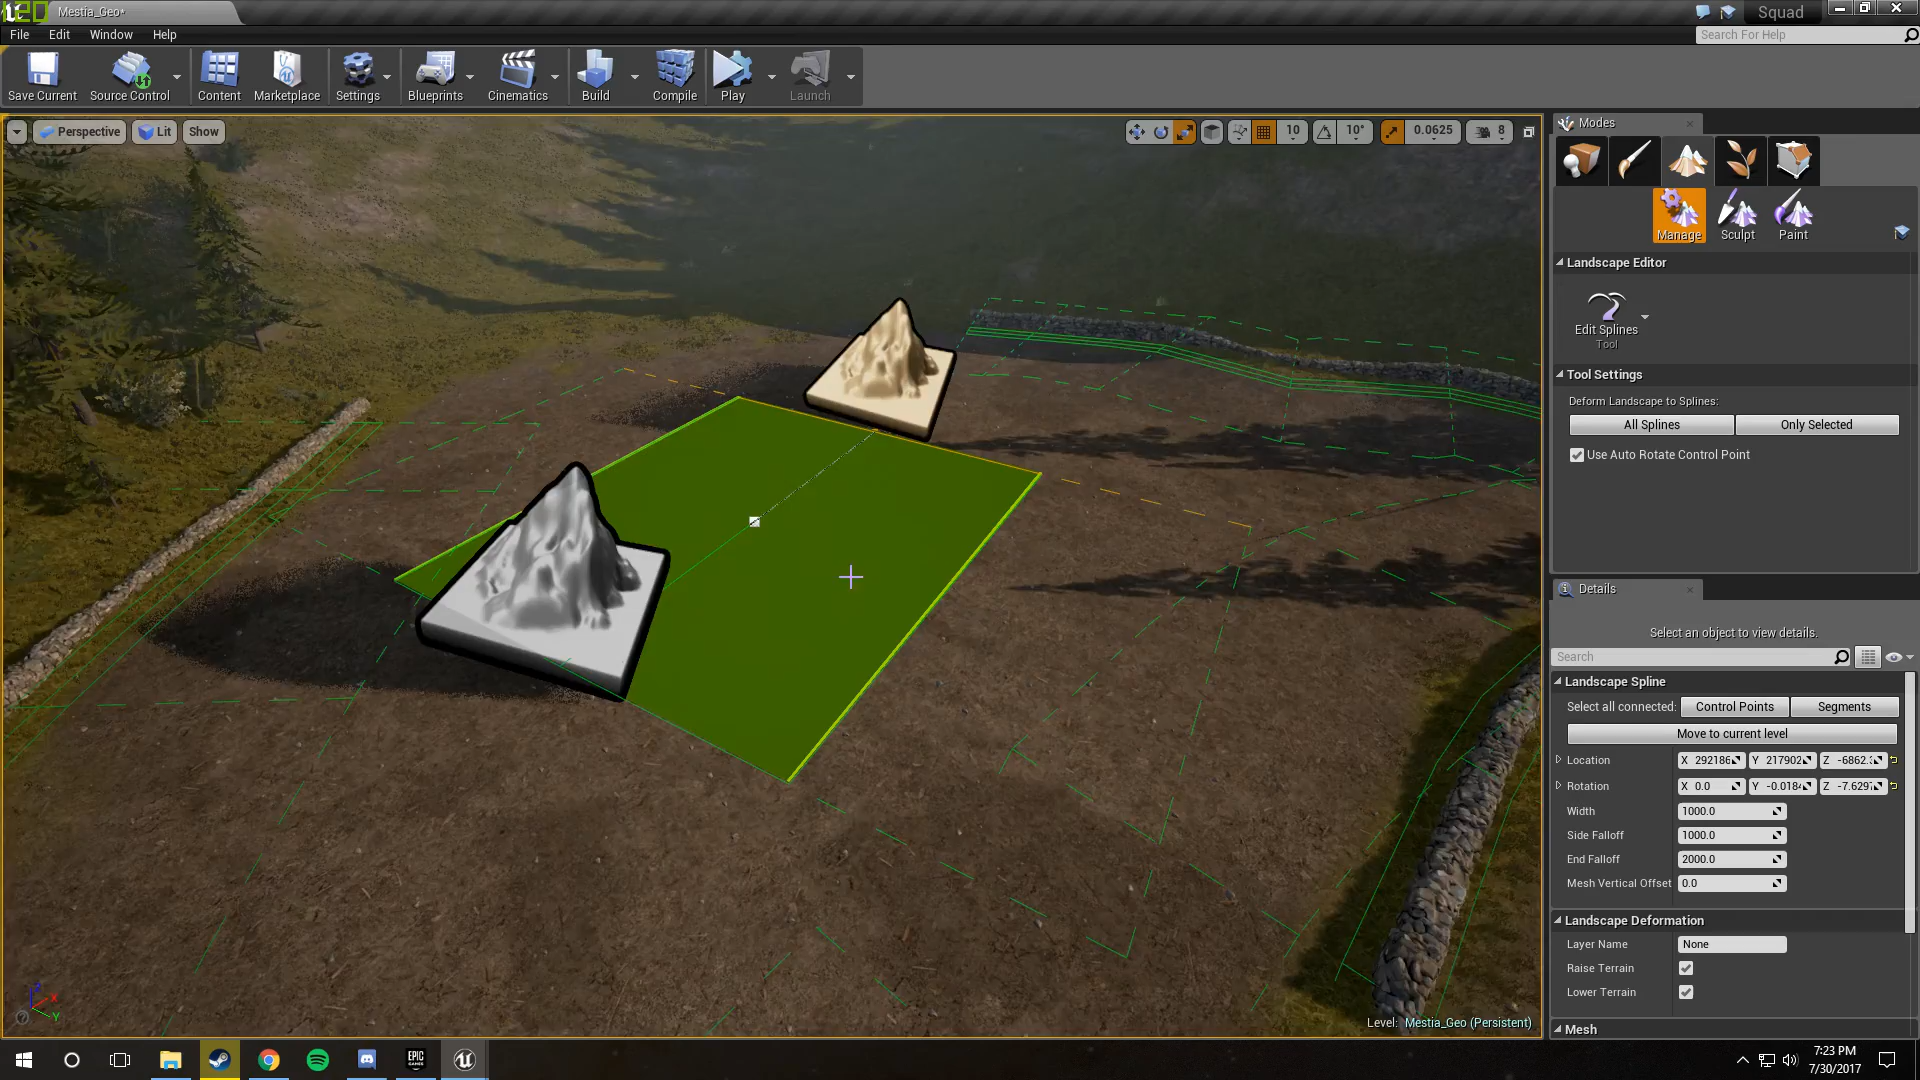 120
Mestia_Geo*
Squad
File Edit Window Help
Search For Help
Save Current
Source Control
Content
Marketplace
Settings
Blueprints
Cinematics
Build
Compile
Play
Launch
Perspective
Lit
Show
10
10°
0.0625
8
Modes
Manage
Sculpt
Paint
Landscape Editor
Edit Splines
Tool
Tool Settings
Deform Landscape to Splines:
All Splines
Only Selected
Use Auto Rotate Control Point
Details
Select an object to view details.
Search
Landscape Spline
Select all connected: Control Points Segments
Move to current level
Location X 292186 Y 217902 Z -6862.
Rotation X 0.0 Y -0.018 Z -7.629
Width 1000.0
Side Falloff 1000.0
End Falloff 2000.0
Mesh Vertical Offset 0.0
Landscape Deformation
Layer Name None
Raise Terrain
Lower Terrain
Mesh
Z
X
Y
Level: Mestia_Geo (Persistent)
EPIC
GAMES
7:23 PM
7/30/2017